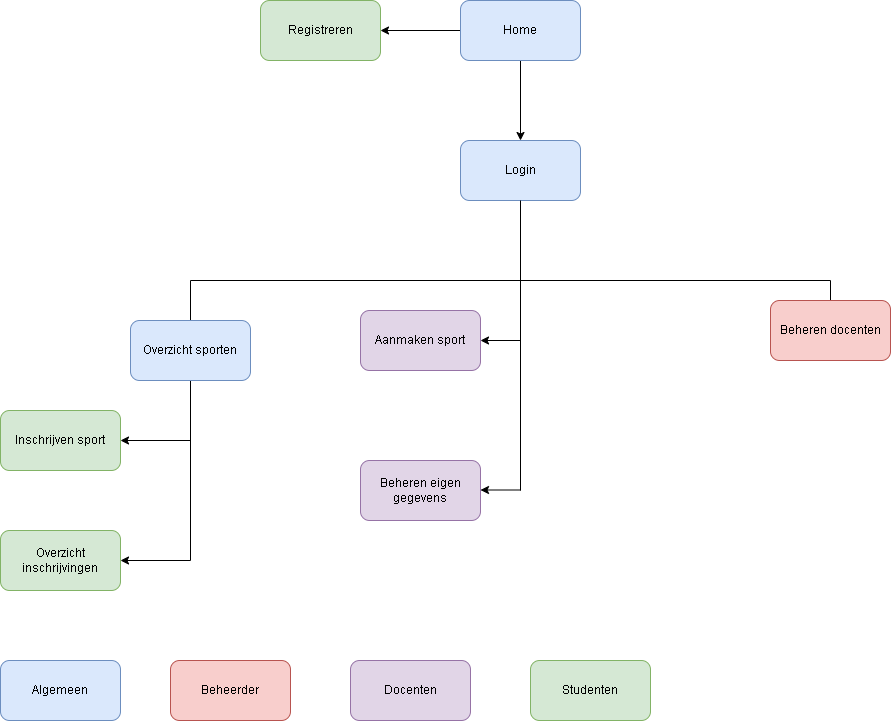 Registreren
Home
Login
Overzicht sporten
Aanmaken sport
Beheren docenten
Inschrijven sport
Beheren eigen
gegevens
Overzicht
inschrijvingen
Algemeen
Beheerder
Docenten
Studenten